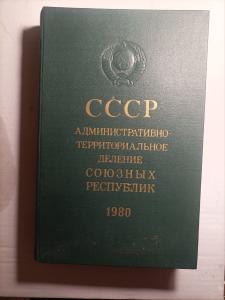 СССР
АДМИНИСТРАТИВНО-
ТЕРРИТОРИАЛЬНОЕ
ДЕЛЕНИЕ
СОЮЗНЫХ
РЕСПУБЛИК
1980